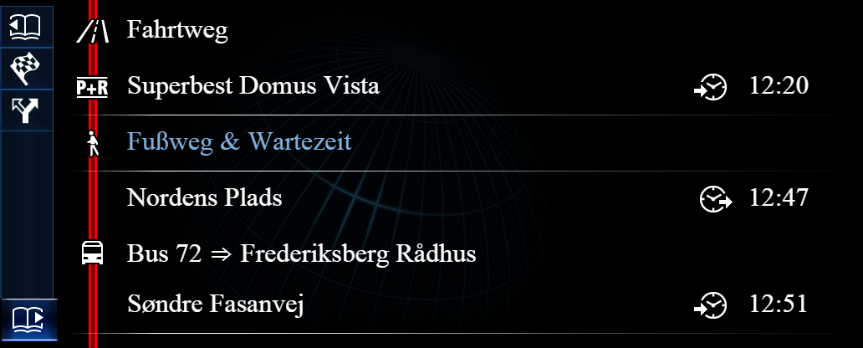 Fahrtweg
P+R Superbest Domus Vista 12:20
Fußweg & Wartezeit
Nordens Plads 12:47
Bus 72 ⇒ Frederiksberg Rådhus
Søndre Fasanvej 12:51